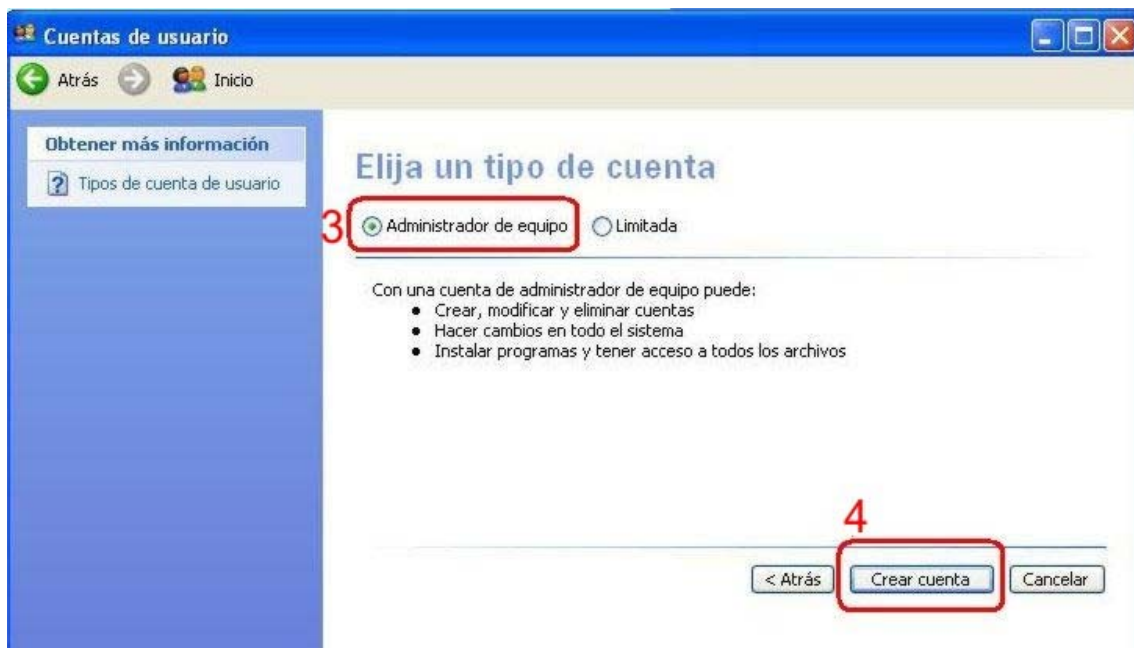 Cuentas de usuario
Atrás Inicio
Obtener más información
Tipos de cuenta de usuario
Elija un tipo de cuenta
3 Administrador de equipo Limitada
Con una cuenta de administrador de equipo puede:
• Crear, modificar y eliminar cuentas
• Hacer cambios en todo el sistema
• Instalar programas y tener acceso a todos los archivos
4
< Atrás Crear cuenta Cancelar